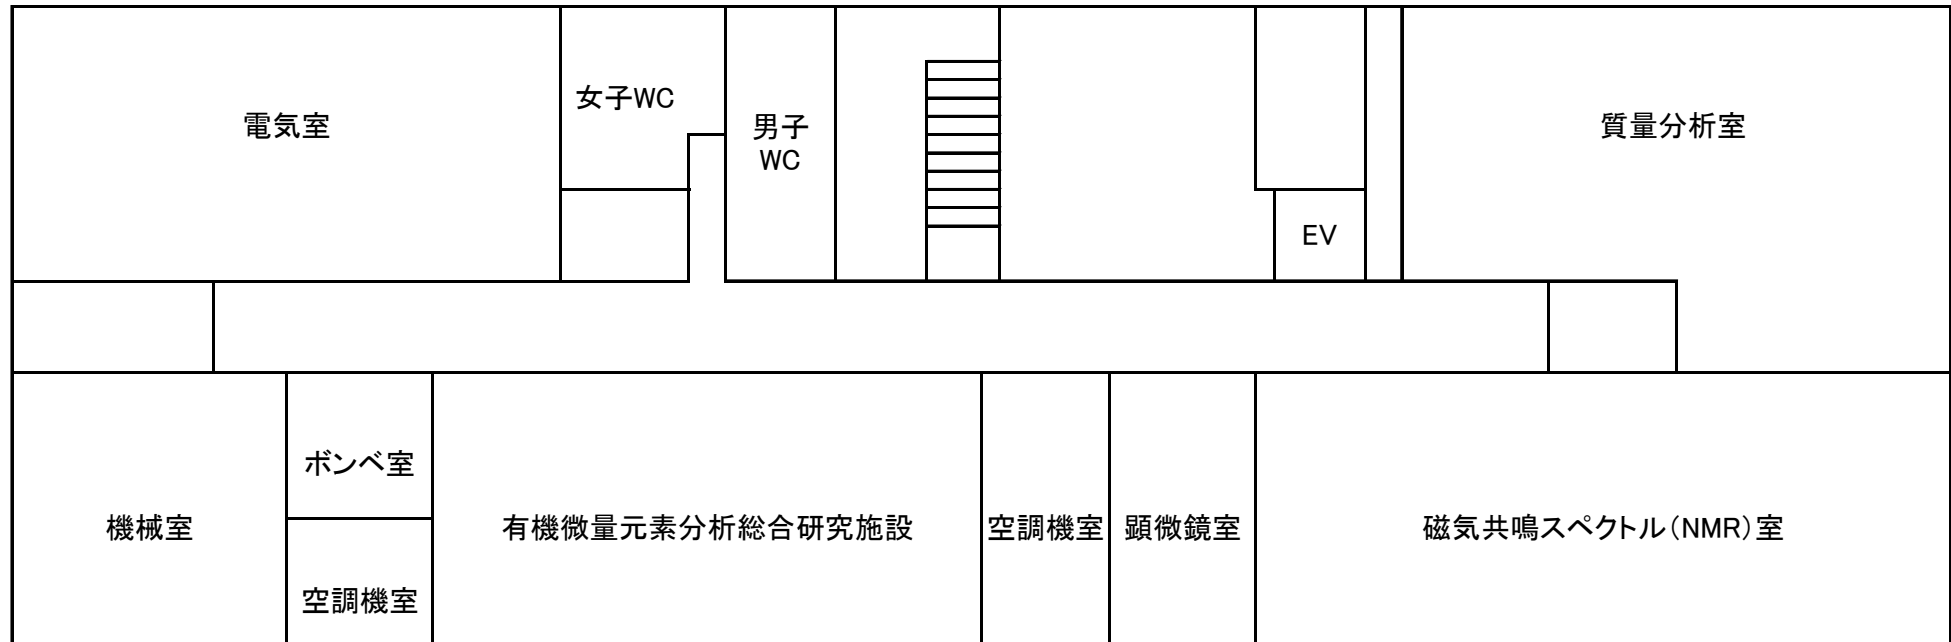 電気室
女子WC
男子
WC
EV
質量分析室
機械室
ボンベ室
空調機室
有機微量元素分析総合研究施設
空調機室
顕微鏡室
磁気共鳴スペクトル（NMR）室